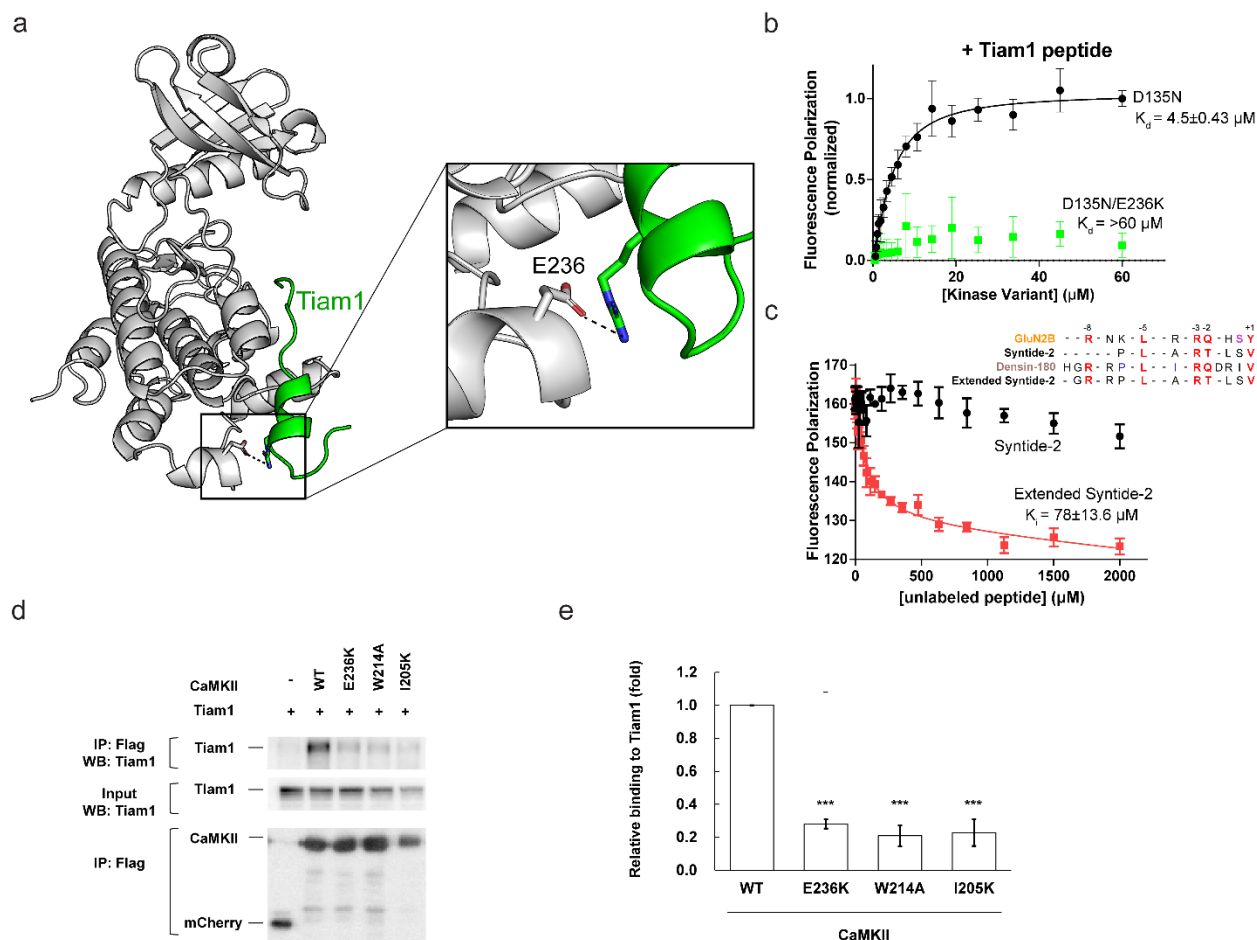 a
Tiam1
E236
b
+ Tiam1 peptide
Fluorescence Polarization
(normalized)
1.0
0.5
0.0
D135N
Kd = 4.5±0.43 µM
D135N/E236K
Kd = >60 µM
0 20 40 60
[Kinase Variant] (µM)
c
-8 -5 -3 -2 +1
GluN2B - - R - N K - L - - R - R Q - H S Y
Syntide-2 - - - - P - L - - A - R T - L S V
Densin-180 H G R - R P - L - - I - R Q D R I V
Extended Syntide-2 - G R - R P - L - - A - R T - L S V
Fluorescence Polarization
170
160
150
140
130
120
Syntide-2
Extended Syntide-2
Ki = 78±13.6 µM
0 500 1000 1500 2000
[unlabeled peptide] (µM)
d
CaMKII - WT E236K W214A I205K
Tiam1 + + + + +
IP: Flag
WB: Tiam1
Tiam1
Input
WB: Tiam1
TIam1
IP: Flag
CaMKII
mCherry
e
Relative binding to Tiam1 (fold)
1.2
1.0
0.8
0.6
0.4
0.2
0.0
–
*** *** ***
WT E236K W214A I205K
CaMKII